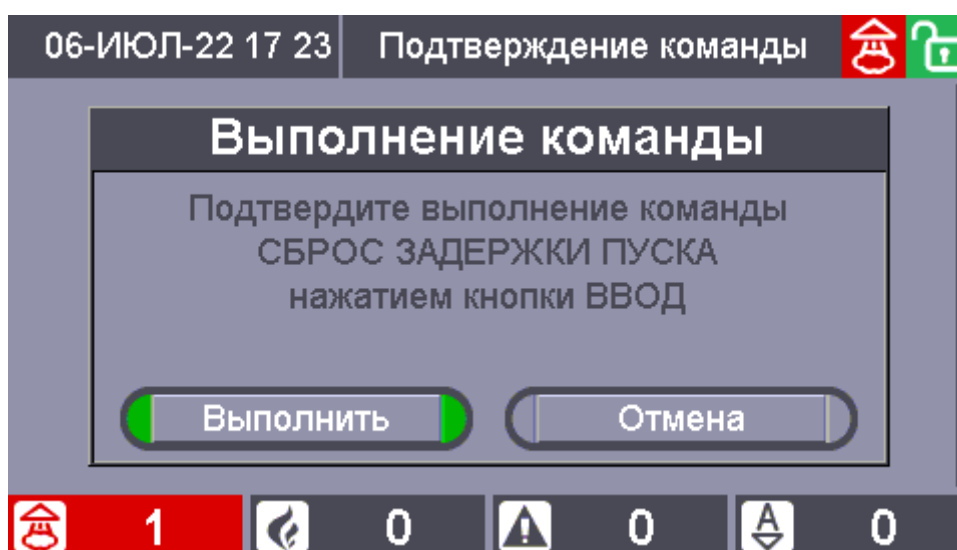 06-ИЮЛ-22 17 23 Подтверждение команды
Выполнение команды
Подтвердите выполнение команды
СБРОС ЗАДЕРЖКИ ПУСКА
нажатием кнопки ВВОД
Выполнить Отмена
1 0 0 A 0